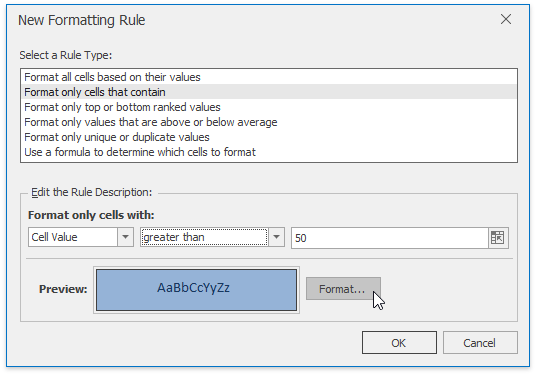 New Formatting Rule
Select a Rule Type:
Format all cells based on their values
Format only cells that contain
Format only top or bottom ranked values
Format only values that are above or below average
Format only unique or duplicate values
Use a formula to determine which cells to format
Edit the Rule Description:
Format only cells with:
Cell Value greater than 50
Preview: AaBbCcYyZz Format...
OK Cancel